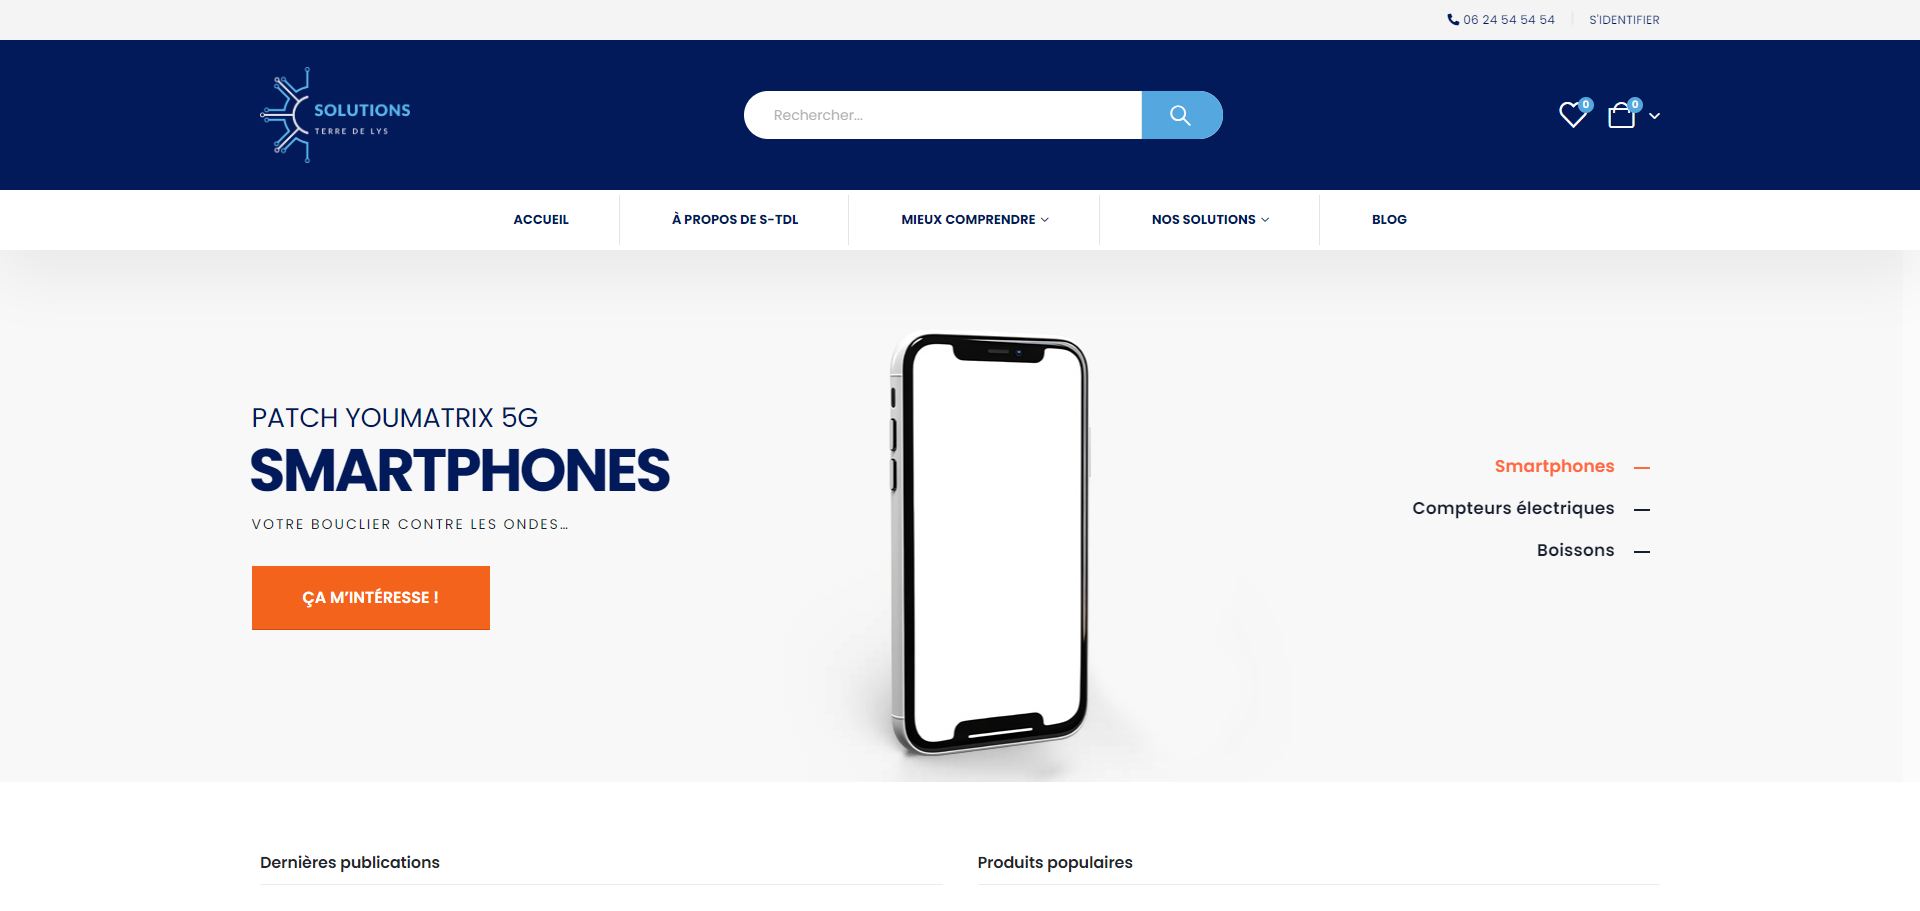 06 24 54 54 54
S'IDENTIFIER
SOLUTIONS
TERRE DE LYS
Rechercher...
0
0
ACCUEIL
À PROPOS DE S-TDL
MIEUX COMPRENDRE
NOS SOLUTIONS
BLOG
PATCH YOUMATRIX 5G
SMARTPHONES
VOTRE BOUCLIER CONTRE LES ONDES…
ÇA M’INTÉRESSE !
Smartphones
Compteurs électriques
Boissons
Dernières publications
Produits populaires